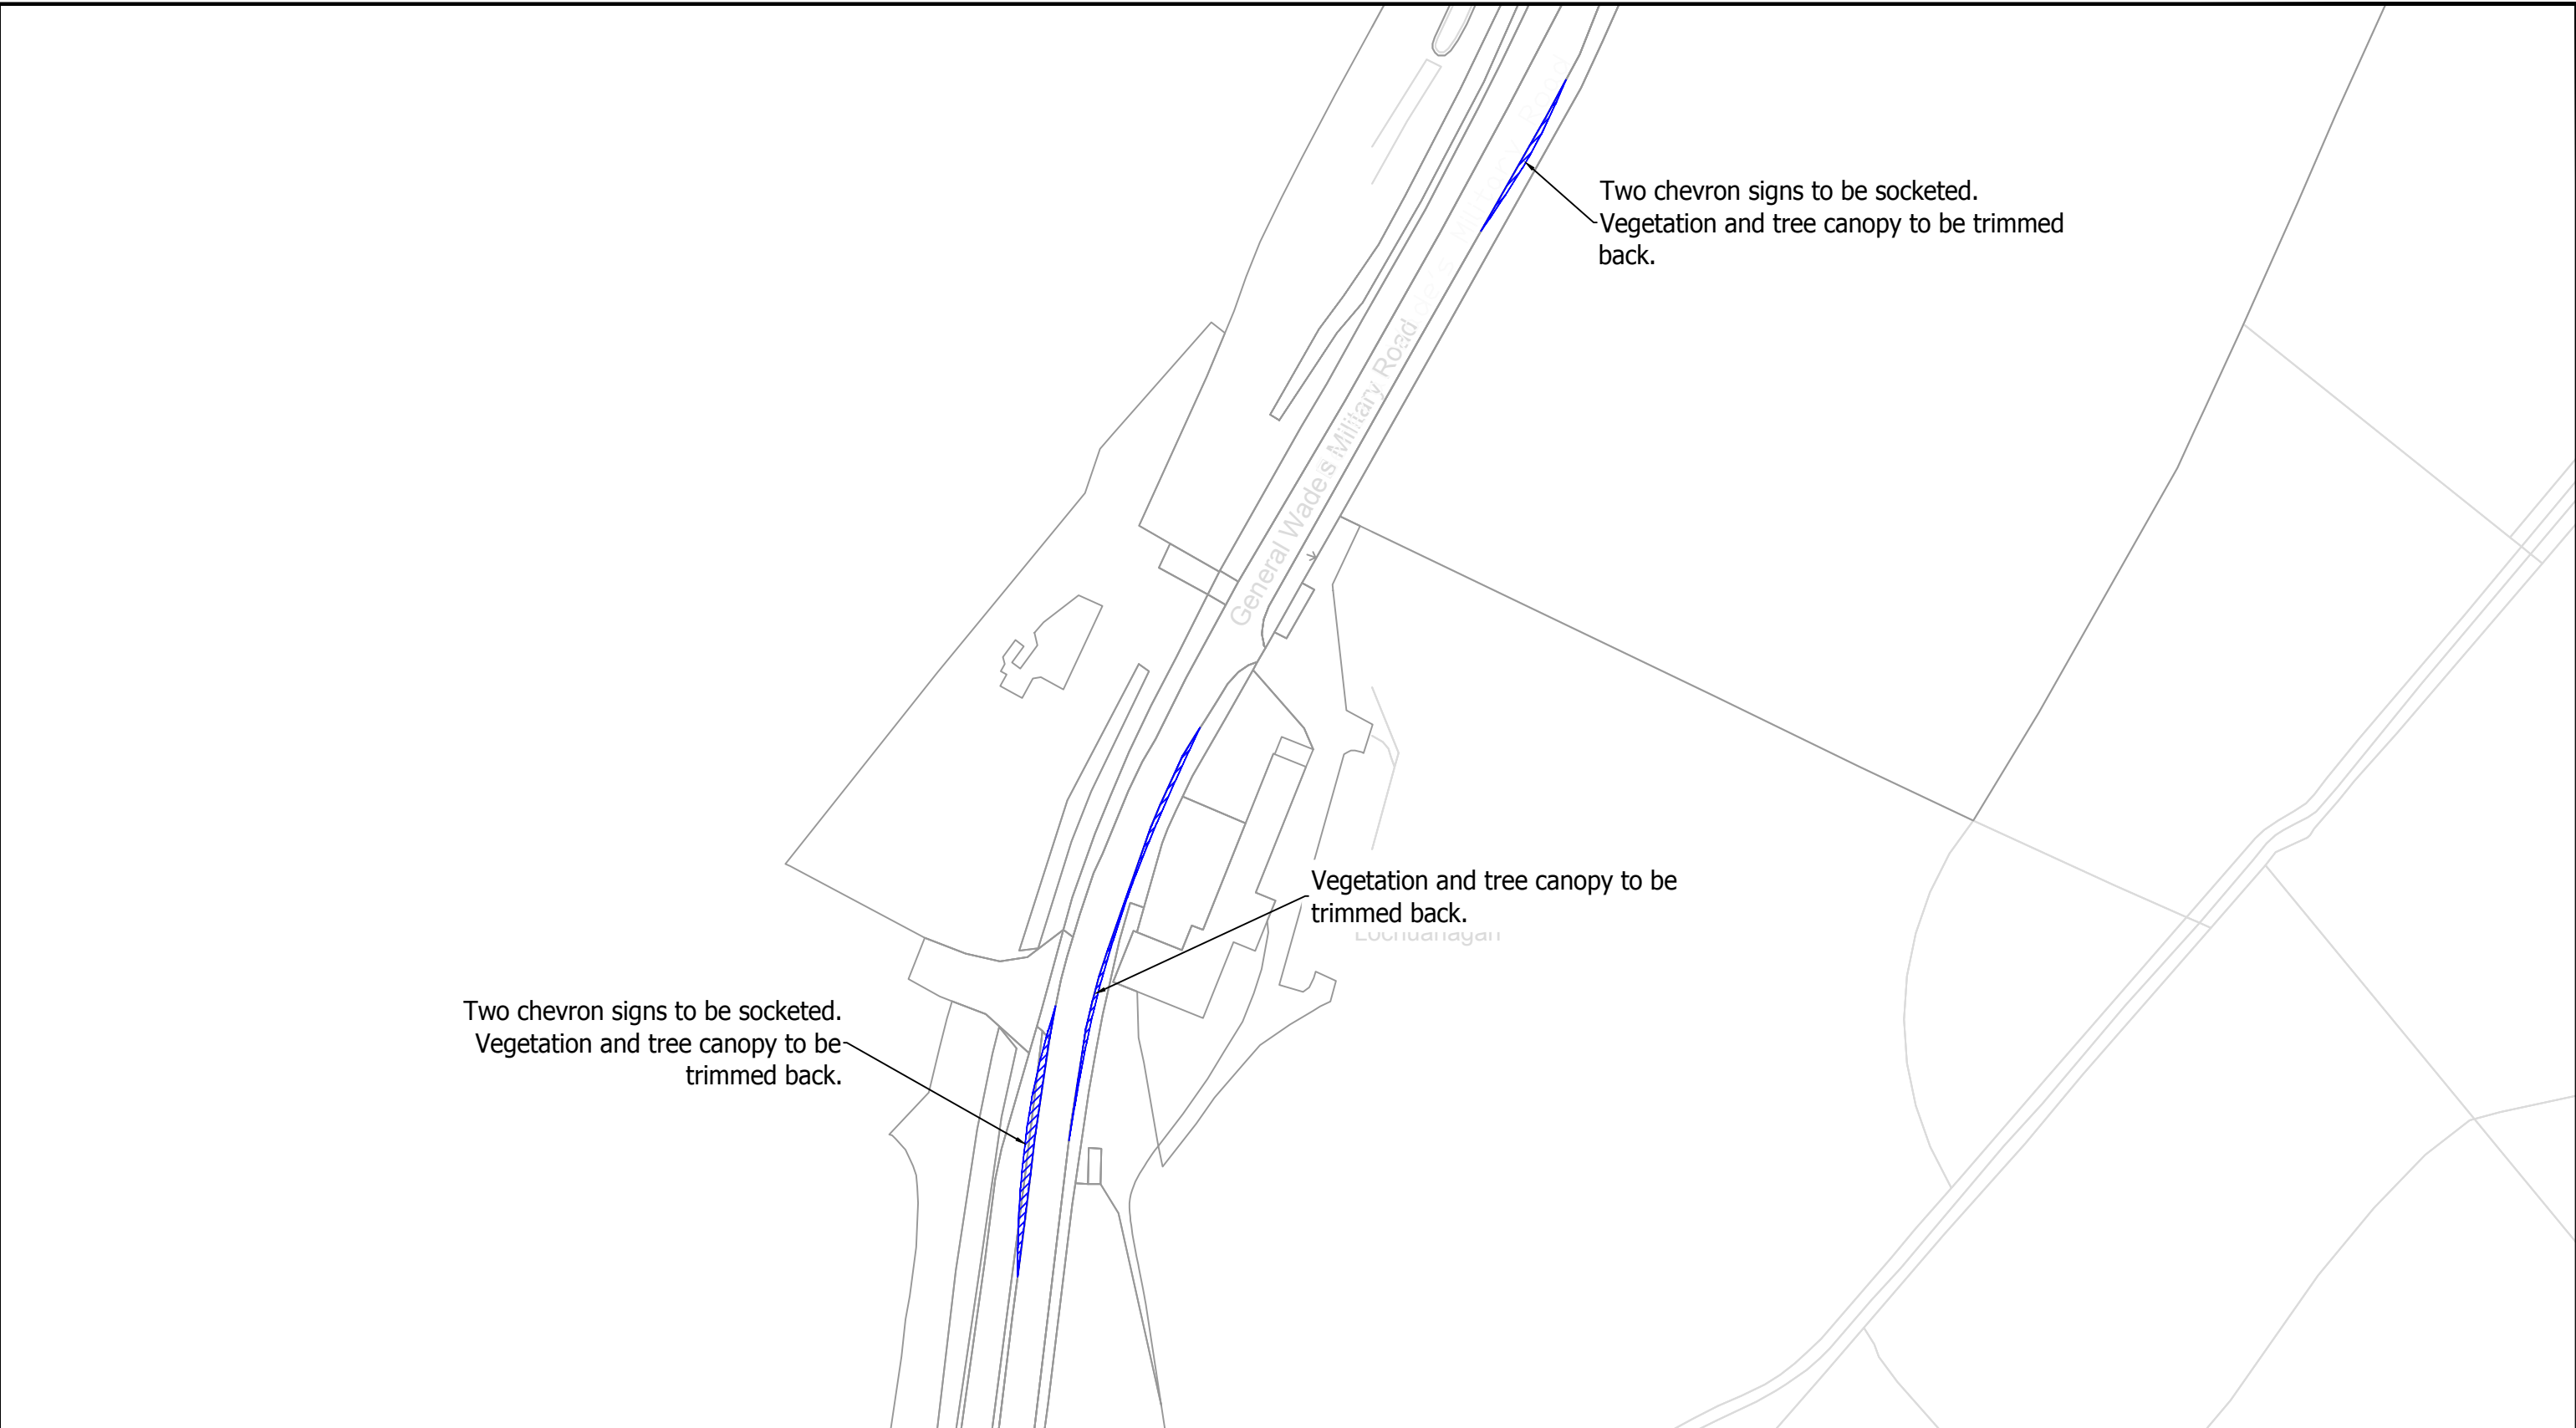 Two chevron signs to be socketed.
Vegetation and tree canopy to be trimmed
back.
General Wade's Military Road
Vegetation and tree canopy to be
trimmed back.
Lochuanagan
Two chevron signs to be socketed.
Vegetation and tree canopy to be
trimmed back.